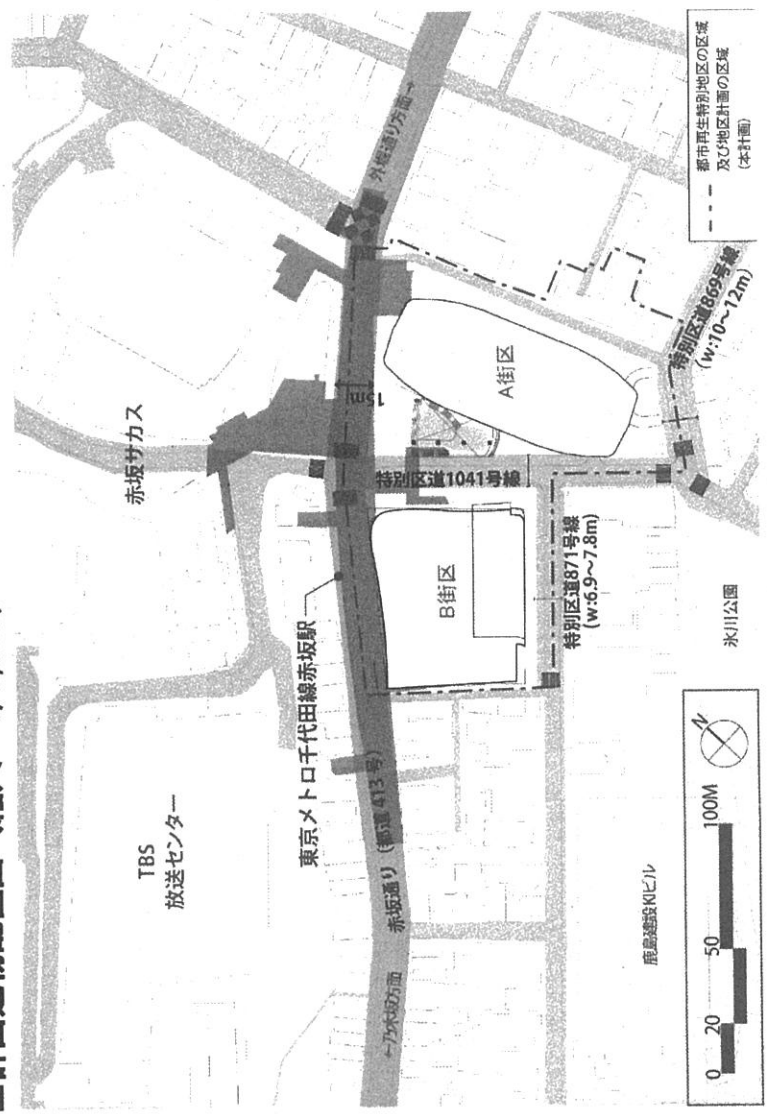 赤坂サカス
TBS
放送センター
東京メトロ千代田線赤坂駅
外堀通り方面→
15m
赤坂通り (都道413号)
←乃木坂方面
A街区
B街区
特別区道1041号線
特別区道871号線
(w:6.9~7.8m)
特別区道869号線
(w:10~12m)
氷川公園
鹿島建設KIビル
都市再生特別地区の区域
及び地区計画の区域
(本計画)
0 20 50 100M
N